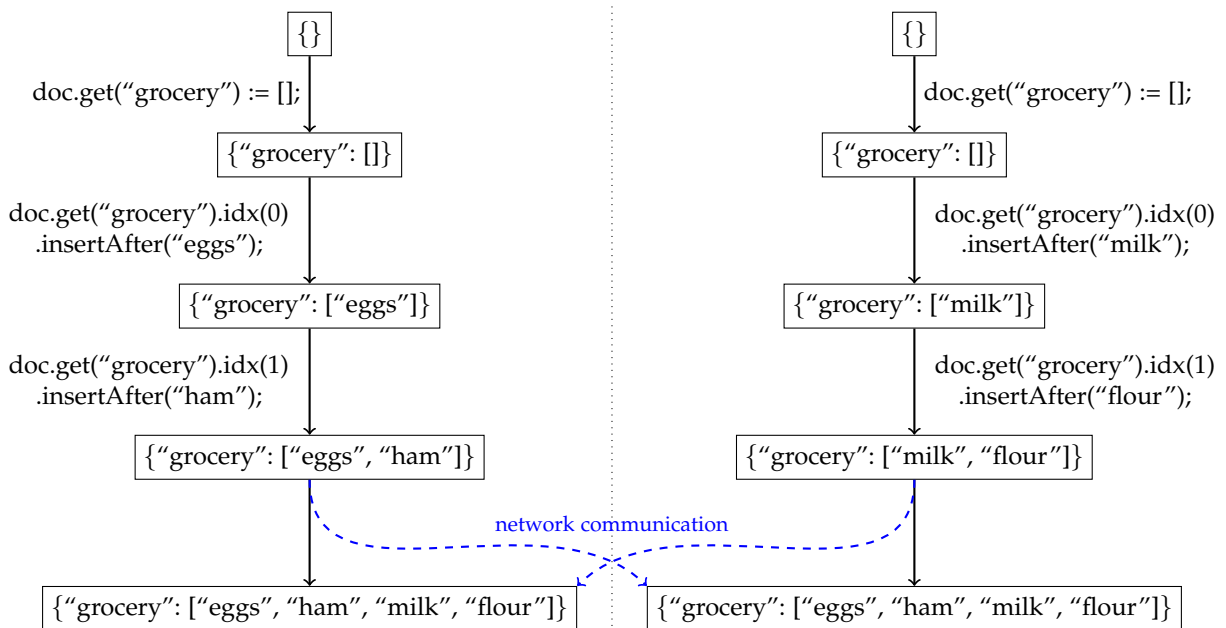 {}
{}
doc.get(“grocery”) := [];
doc.get(“grocery”) := [];
{“grocery”: []}
{“grocery”: []}
doc.get(“grocery”).idx(0)
.insertAfter(“eggs”);
doc.get(“grocery”).idx(0)
.insertAfter(“milk”);
{“grocery”: [“eggs”]}
{“grocery”: [“milk”]}
doc.get(“grocery”).idx(1)
.insertAfter(“ham”);
doc.get(“grocery”).idx(1)
.insertAfter(“flour”);
{“grocery”: [“eggs”, “ham”]}
{“grocery”: [“milk”, “flour”]}
network communication
{“grocery”: [“eggs”, “ham”, “milk”, “flour”]}
{“grocery”: [“eggs”, “ham”, “milk”, “flour”]}